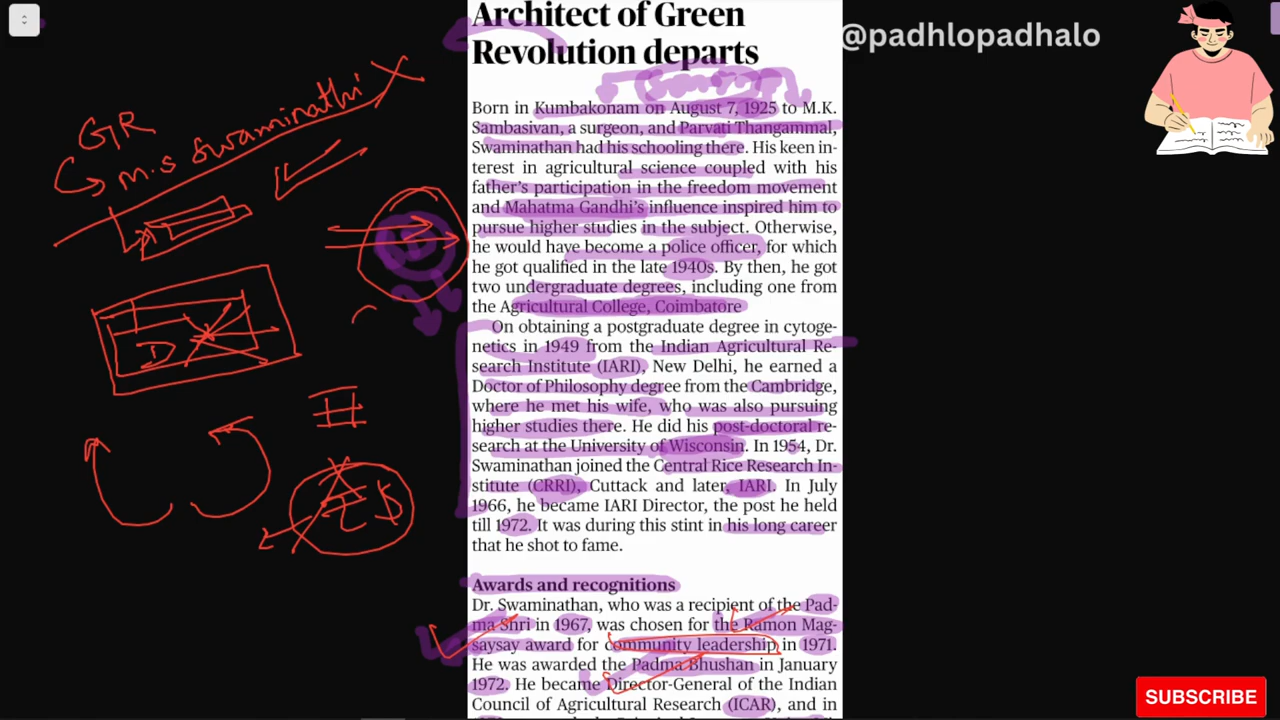 Architect of Green
Revolution departs
@padhlopadhalo
GR
M.S Swaminathi
Born in Kumbakonam on August 7, 1925 to M.K.
Sambasivan, a surgeon, and Parvati Thangammal,
Swaminathan had his schooling there. His keen in-
terest in agricultural science coupled with his
father's participation in the freedom movement
and Mahatma Gandhi's influence inspired him to
pursue higher studies in the subject. Otherwise,
he would have become a police officer, for which
he got qualified in the late 1940s. By then, he got
two undergraduate degrees, including one from
the Agricultural College, Coimbatore
On obtaining a postgraduate degree in cytoge-
netics in 1949 from the Indian Agricultural Re-
search Institute (IARI), New Delhi, he earned a
Doctor of Philosophy degree from the Cambridge,
where he met his wife, who was also pursuing
higher studies there. He did his post-doctoral re-
search at the University of Wisconsin. In 1954, Dr.
Swaminathan joined the Central Rice Research In-
stitute (CRRI), Cuttack and later, IARI. In July
1966, he became IARI Director, the post he held
till 1972. It was during this stint in his long career
that he shot to fame.
Awards and recognitions
Dr. Swaminathan, who was a recipient of the Pad-
ma Shri in 1967, was chosen for the Ramon Mag-
saysay award for community leadership in 1971.
He was awarded the Padma Bhushan in January
1972. He became Director-General of the Indian
Council of Agricultural Research (ICAR), and in
SUBSCRIBE